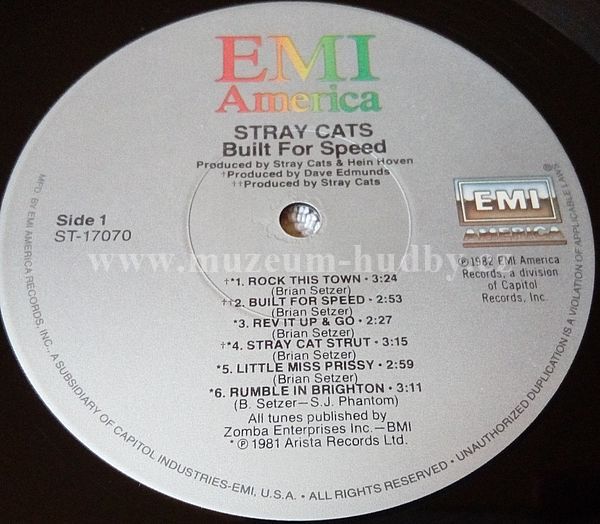 EMI
America
STRAY CATS
Built For Speed
Produced by Stray Cats & Hein Hoven
†Produced by Dave Edmunds
††Produced by Stray Cats
Side 1
ST-17070
®
EMI
AMERICA
℗1982 EMI America
Records, a division
of Capitol
Records, Inc.
www.muzeum-hudby
†*1. ROCK THIS TOWN • 3:24
(Brian Setzer)
††2. BUILT FOR SPEED • 2:53
(Brian Setzer)
*3. REV IT UP & GO • 2:27
(Brian Setzer)
†*4. STRAY CAT STRUT • 3:15
(Brian Setzer)
*5. LITTLE MISS PRISSY • 2:59
(Brian Setzer)
*6. RUMBLE IN BRIGHTON • 3:11
(B. Setzer—S.J. Phantom)
All tunes published by
Zomba Enterprises Inc.—BMI
*℗ 1981 Arista Records Ltd.
MFD. BY EMI AMERICA RECORDS, INC., A SUBSIDIARY OF CAPITOL INDUSTRIES-EMI, U.S.A. • ALL RIGHTS RESERVED • UNAUTHORIZED DUPLICATION IS A VIOLATION OF APPLICABLE LAWS